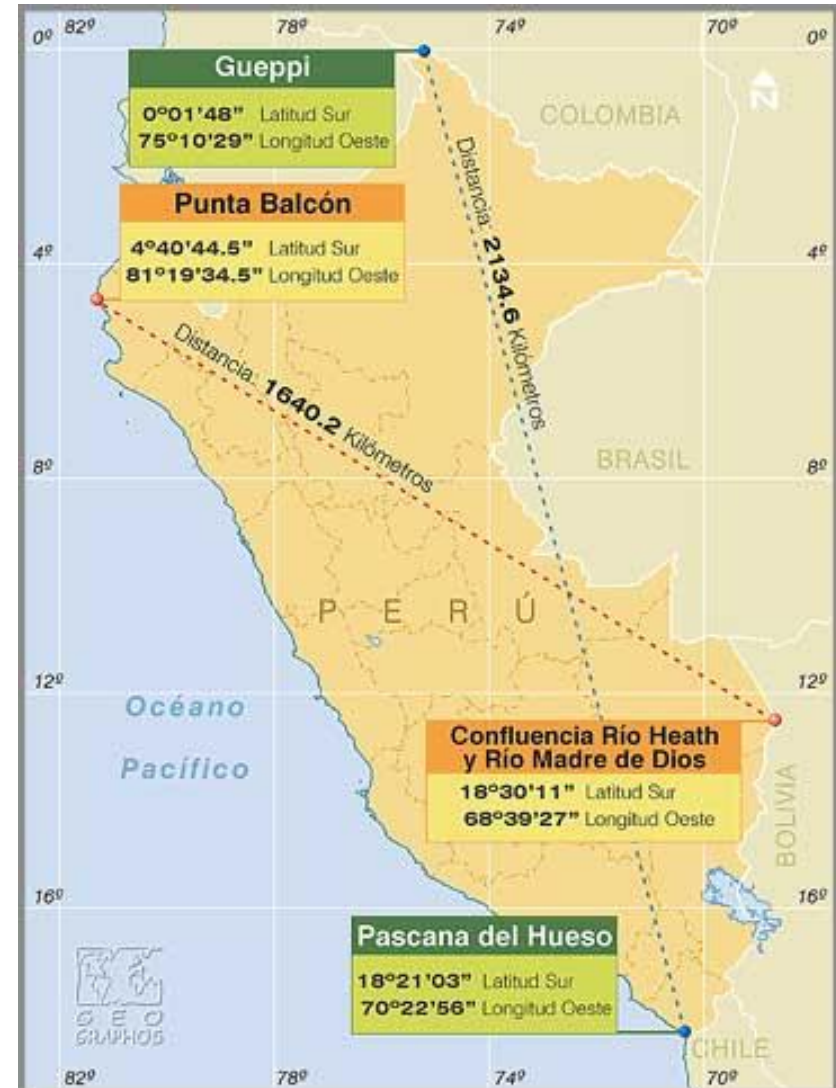 82º 78º 74º 70º
0º 0º
Gueppi
0º01'48" Latitud Sur
75º10'29" Longitud Oeste
COLOMBIA
N
Distancia: 2134.6 Kilómetros
Punta Balcón
4º40'44.5" Latitud Sur
81º19'34.5" Longitud Oeste
4º 4º
Distancia: 1640.2 Kilómetros
BRASIL
8º 8º
PERÚ
12º 12º
Océano
Pacífico
Confluencia Río Heath
y Río Madre de Dios
18º30'11" Latitud Sur
68º39'27" Longitud Oeste
BOLIVIA
16º 16º
Pascana del Hueso
18º21'03" Latitud Sur
70º22'56" Longitud Oeste
GEO
GRAPHOS
CHILE
82º 78º 74º 70º